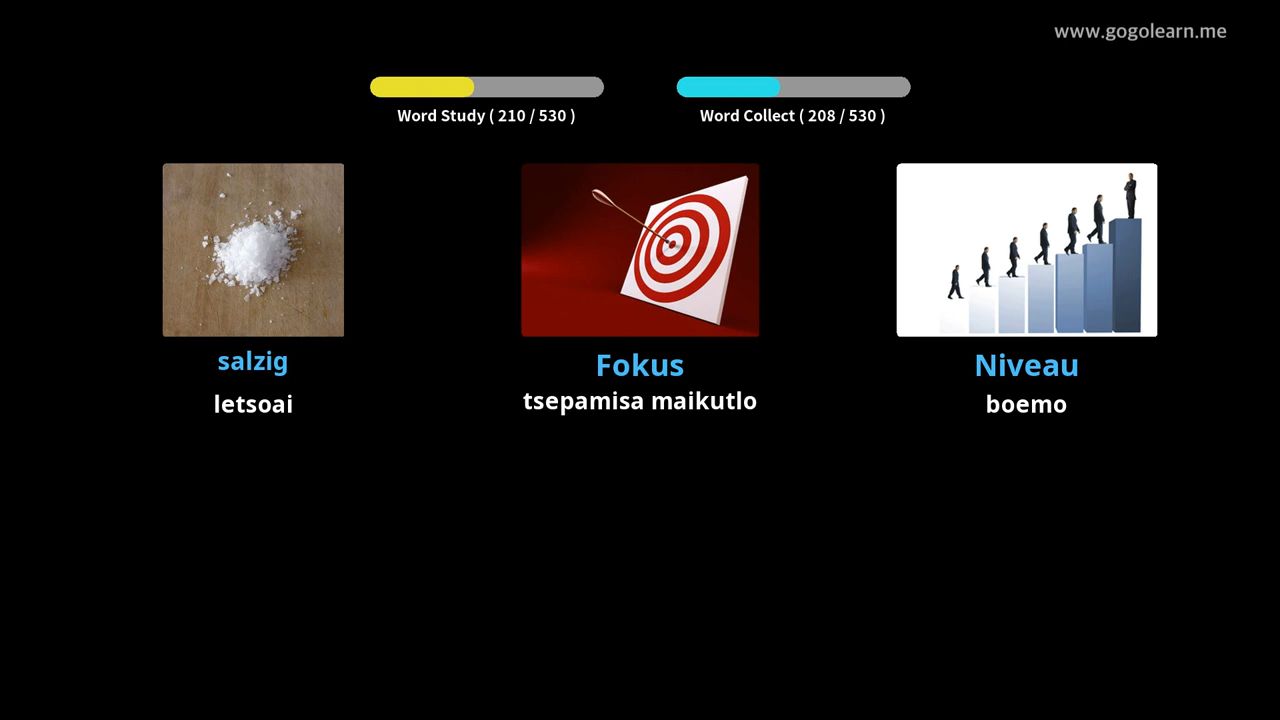 www.gogolearn.me
Word Study ( 210 / 530 )
Word Collect ( 208 / 530 )
salzig
letsoai
Fokus
tsepamisa maikutlo
Niveau
boemo